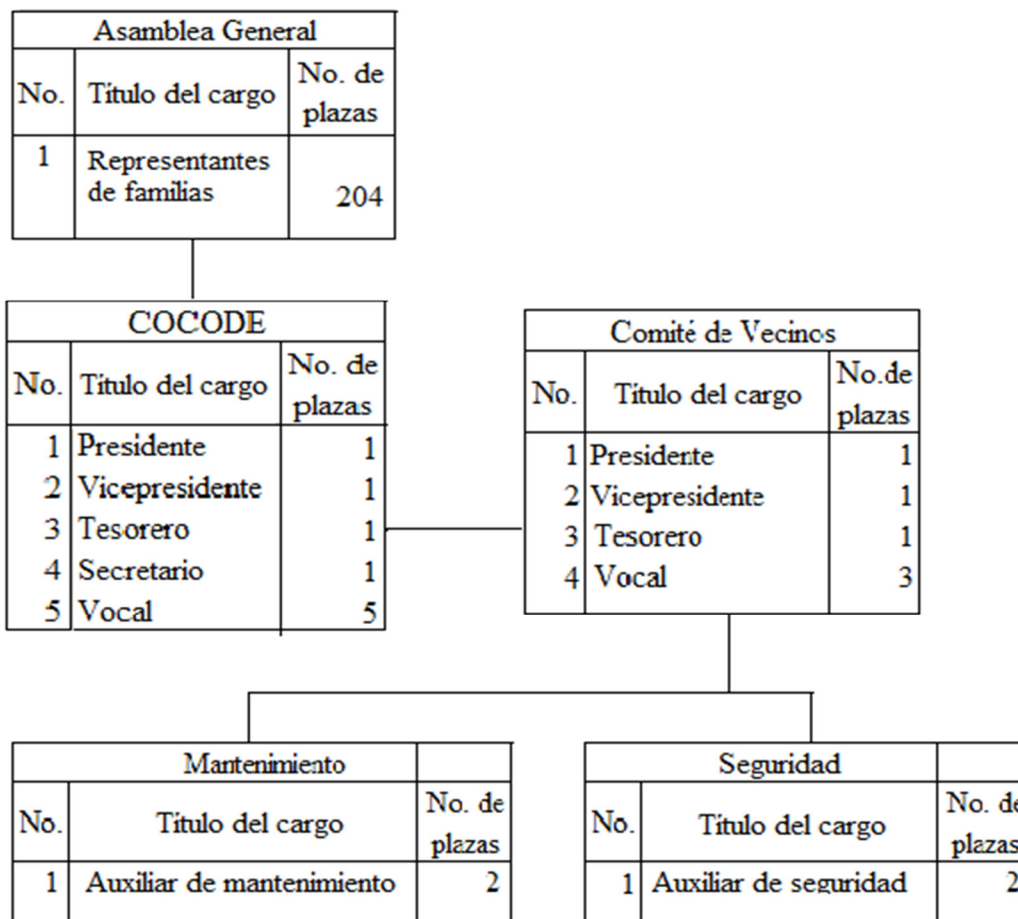 Asamblea General
No. Título del cargo No. de plazas
1 Representantes de familias 204
COCODE
No. Título del cargo No. de plazas
1 Presidente 1
2 Vicepresidente 1
3 Tesorero 1
4 Secretario 1
5 Vocal 5
Comité de Vecinos
No. Título del cargo No.de plazas
1 Presidente 1
2 Vicepresidente 1
3 Tesorero 1
4 Vocal 3
Mantenimiento
No. Título del cargo No. de plazas
1 Auxiliar de mantenimiento 2
Seguridad
No. Título del cargo No. de plazas
1 Auxiliar de seguridad 2